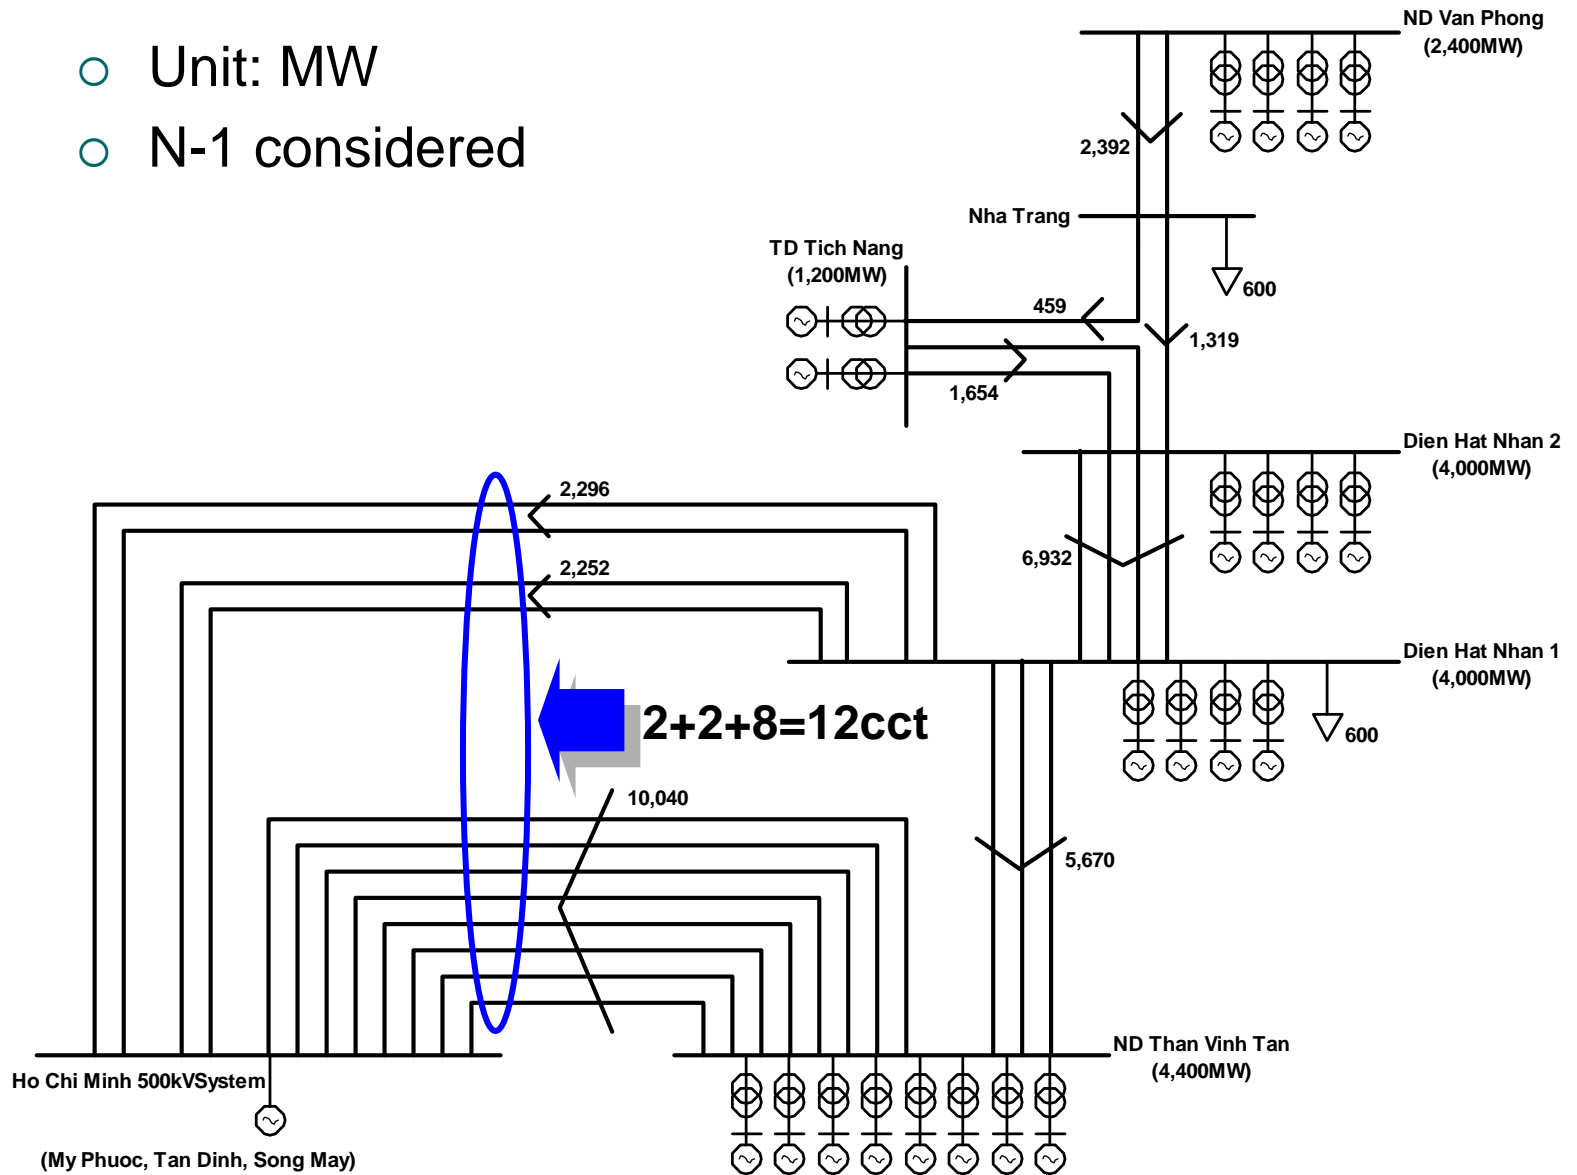 Unit: MW
N-1 considered
ND Van Phong
(2,400MW)
2,392
Nha Trang
600
TD Tich Nang
(1,200MW)
459
1,319
1,654
Dien Hat Nhan 2
(4,000MW)
2,296
6,932
2,252
Dien Hat Nhan 1
(4,000MW)
2+2+8=12cct
600
10,040
5,670
ND Than Vinh Tan
(4,400MW)
Ho Chi Minh 500kVSystem
(My Phuoc, Tan Dinh, Song May)